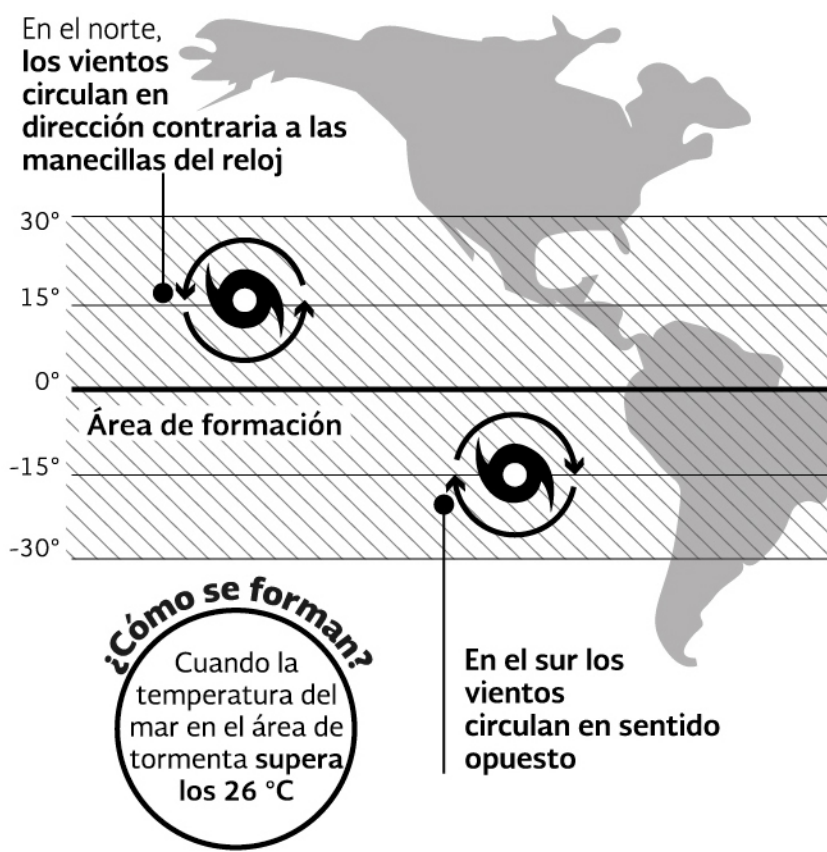 En el norte,
los vientos
circulan en
dirección contraria a las
manecillas del reloj
30°
15°
0°
Área de formación
-15°
-30°
¿Cómo se forman?
Cuando la
temperatura del
mar en el área de
tormenta supera
los 26 °C
En el sur los
vientos
circulan en sentido
opuesto